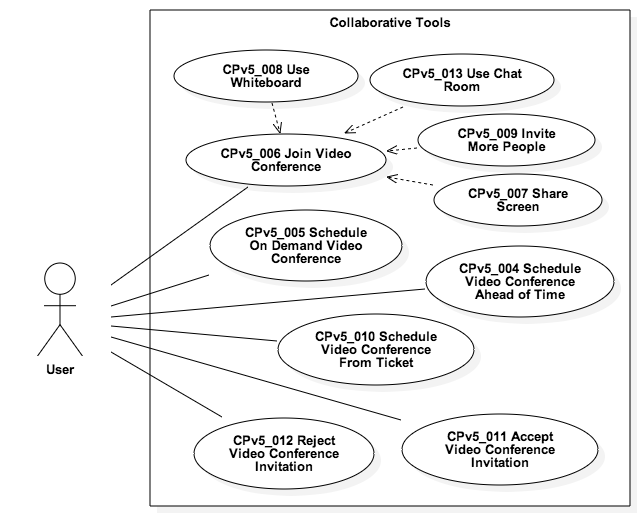 Collaborative Tools
CPv5_008 Use
Whiteboard
CPv5_013 Use Chat
Room
CPv5_009 Invite
More People
CPv5_006 Join Video
Conference
CPv5_007 Share
Screen
CPv5_005 Schedule
On Demand Video
Conference
CPv5_004 Schedule
Video Conference
Ahead of Time
CPv5_010 Schedule
Video Conference
From Ticket
User
CPv5_012 Reject
Video Conference
Invitation
CPv5_011 Accept
Video Conference
Invitation